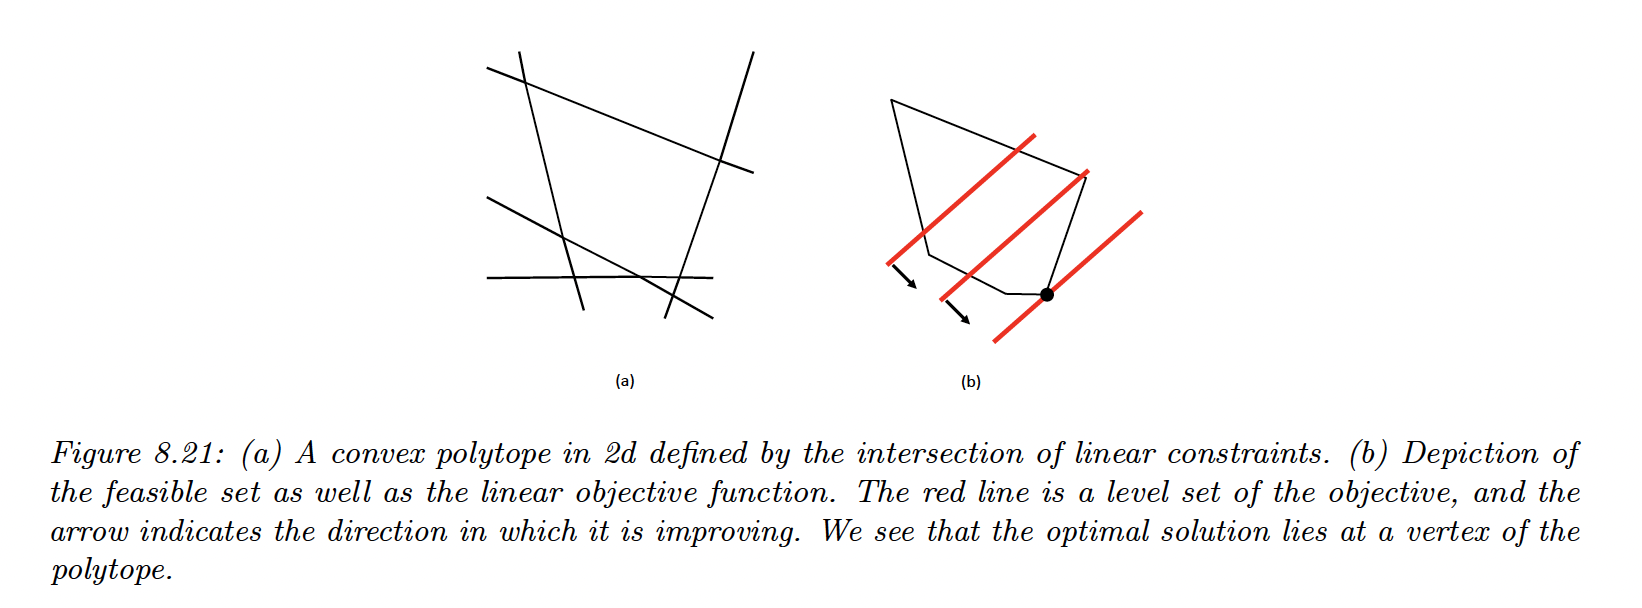 (a)
(b)
Figure 8.21: (a) A convex polytope in 2d defined by the intersection of linear constraints. (b) Depiction of
the feasible set as well as the linear objective function. The red line is a level set of the objective, and the
arrow indicates the direction in which it is improving. We see that the optimal solution lies at a vertex of the
polytope.